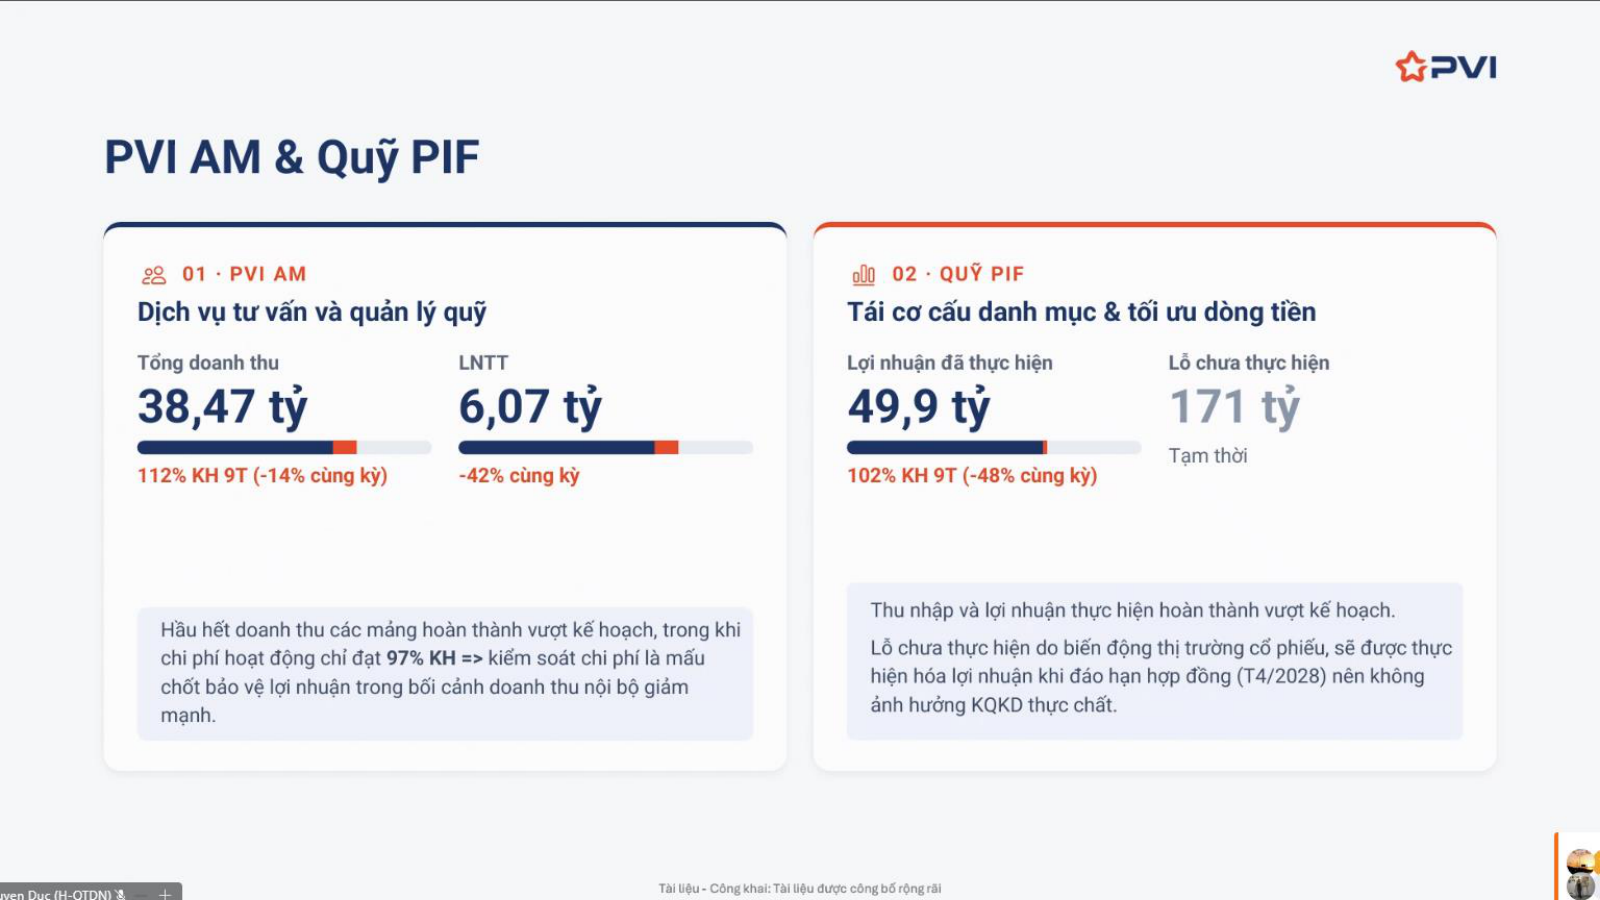 PVI
PVI AM & Quỹ PIF
01 · PVI AM
Dịch vụ tư vấn và quản lý quỹ
Tổng doanh thu
38,47 tỷ
112% KH 9T (-14% cùng kỳ)
LNTT
6,07 tỷ
-42% cùng kỳ
Hầu hết doanh thu các mảng hoàn thành vượt kế hoạch, trong khi
chi phí hoạt động chỉ đạt 97% KH => kiểm soát chi phí là mấu
chốt bảo vệ lợi nhuận trong bối cảnh doanh thu nội bộ giảm
mạnh.
02 · QUỸ PIF
Tái cơ cấu danh mục & tối ưu dòng tiền
Lợi nhuận đã thực hiện
49,9 tỷ
102% KH 9T (-48% cùng kỳ)
Lỗ chưa thực hiện
171 tỷ
Tạm thời
Thu nhập và lợi nhuận thực hiện hoàn thành vượt kế hoạch.
Lỗ chưa thực hiện do biến động thị trường cổ phiếu, sẽ được thực
hiện hóa lợi nhuận khi đáo hạn hợp đồng (T4/2028) nên không
ảnh hưởng KQKD thực chất.
Tài liệu - Công khai: Tài liệu được công bố rộng rãi
uyen Duc (H-QTDN)